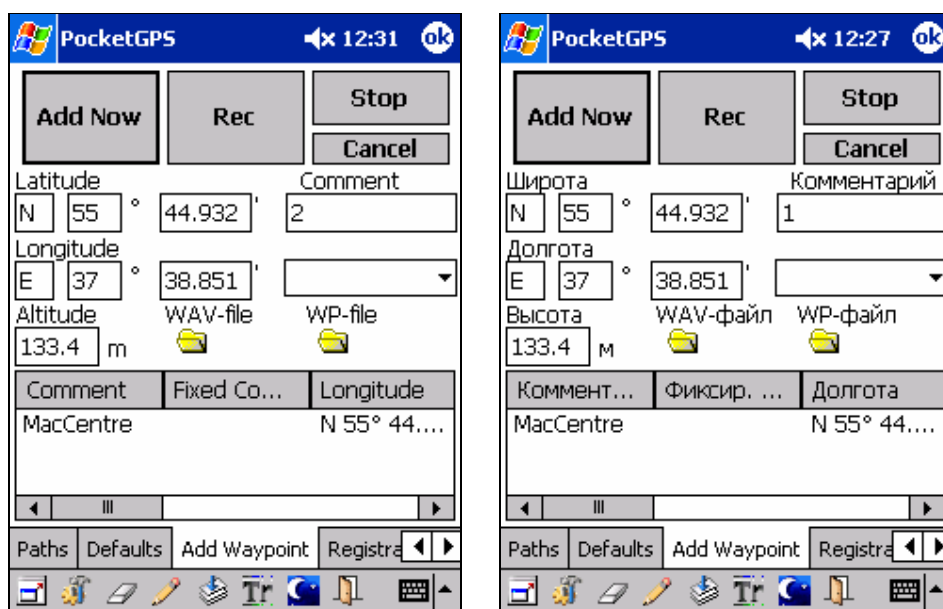 PocketGPS 12:31 ok
Add Now Rec Stop
Cancel
Latitude Comment
N 55 ° 44.932 ' 2
Longitude
E 37 ° 38.851 '
Altitude WAV-file WP-file
133.4 m
Comment Fixed Co... Longitude
MacCentre N 55° 44....
Paths Defaults Add Waypoint Registra
Tr
PocketGPS 12:27 ok
Add Now Rec Stop
Cancel
Широта Комментарий
N 55 ° 44.932 ' 1
Долгота
E 37 ° 38.851 '
Высота WAV-файл WP-файл
133.4 м
Коммент... Фиксир. ... Долгота
MacCentre N 55° 44....
Paths Defaults Add Waypoint Registra
Tr